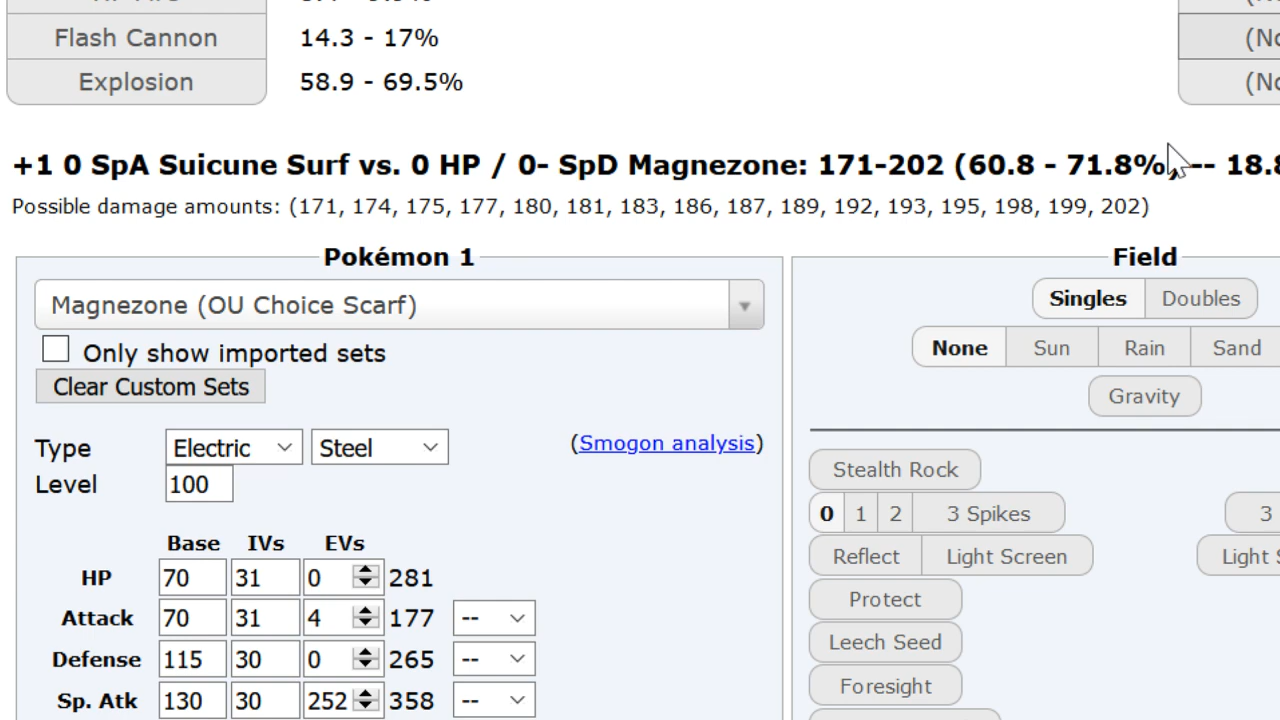 Flash Cannon 14.3 - 17%
Explosion 58.9 - 69.5%
+1 0 SpA Suicune Surf vs. 0 HP / 0- SpD Magnezone: 171-202 (60.8 - 71.8%) -- 18.8
Possible damage amounts: (171, 174, 175, 177, 180, 181, 183, 186, 187, 189, 192, 193, 195, 198, 199, 202)
Pokémon 1
Magnezone (OU Choice Scarf)
Only show imported sets
Clear Custom Sets
Type Electric Steel (Smogon analysis)
Level 100
Base IVs EVs
HP 70 31 0 281
Attack 70 31 4 177 --
Defense 115 30 0 265 --
Sp. Atk 130 30 252 358 --
Field
Singles Doubles
None Sun Rain Sand
Gravity
Stealth Rock
0 1 2 3 Spikes 3
Reflect Light Screen Light
Protect
Leech Seed
Foresight